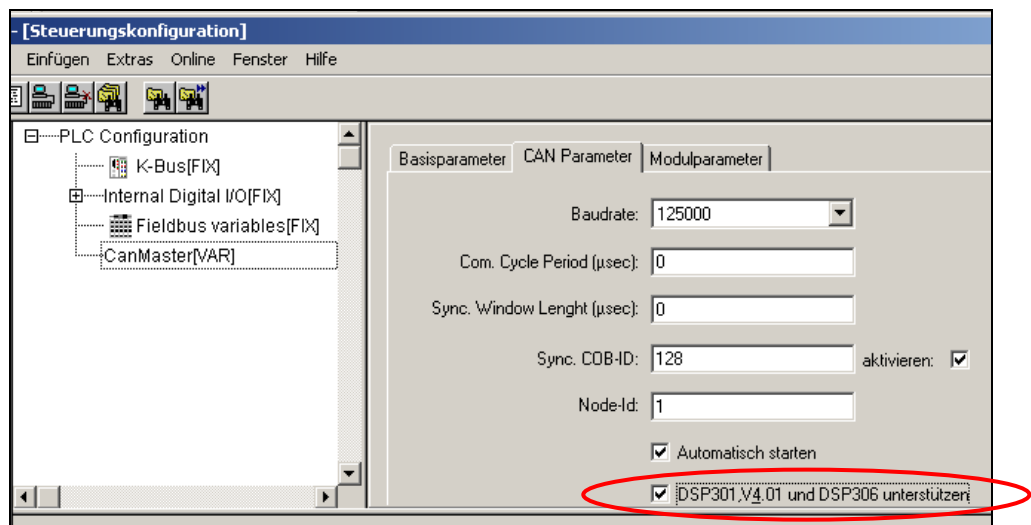 - [Steuerungskonfiguration]
Einfügen Extras Online Fenster Hilfe
PLC Configuration
K-Bus[FIX]
Internal Digital I/O[FIX]
Fieldbus variables[FIX]
CanMaster[VAR]
Basisparameter CAN Parameter Modulparameter
Baudrate: 125000
Com. Cycle Period (µsec): 0
Sync. Window Lenght (µsec): 0
Sync. COB-ID: 128 aktivieren:
Node-Id: 1
Automatisch starten
DSP301,V4.01 und DSP306 unterstützen